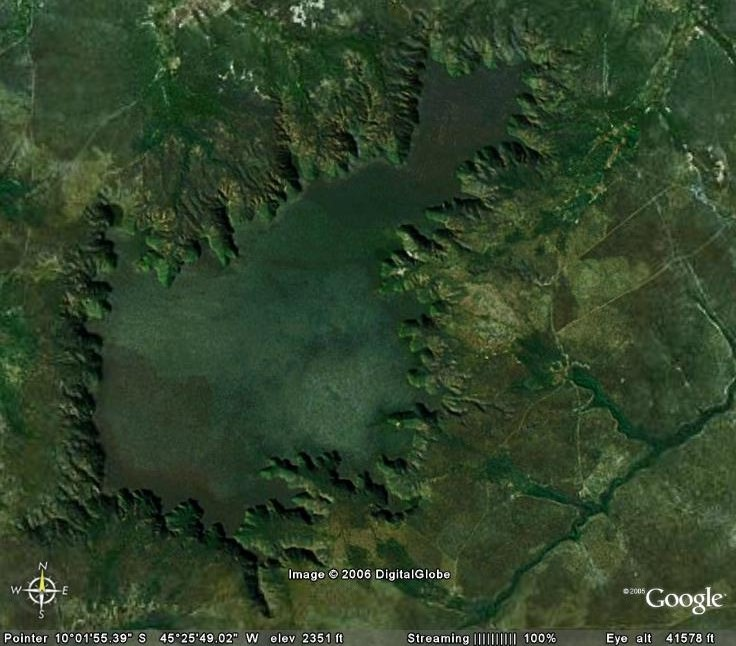 N
W E
S
Image © 2006 DigitalGlobe
© 2005 Google
Pointer 10°01'55.39" S 45°25'49.02" W elev 2351 ft Streaming |||||||||| 100% Eye alt 41578 ft